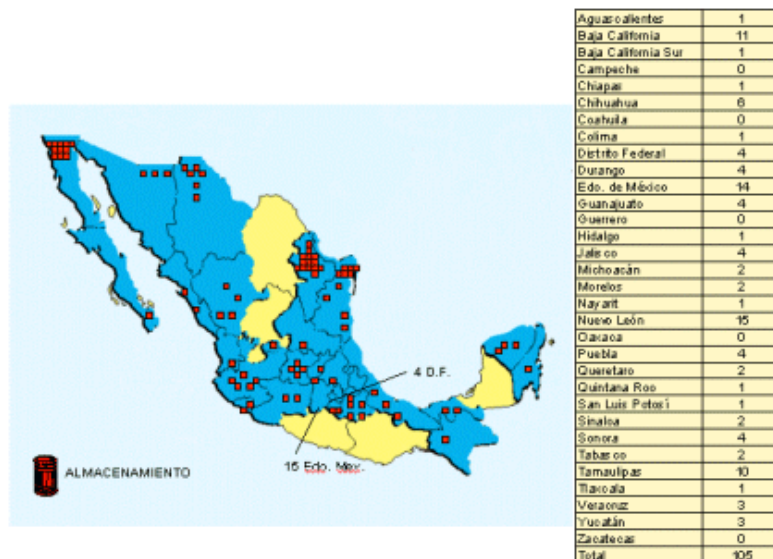 Aguascalientes 1
Baja California 11
Baja California Sur 1
Campeche 0
Chiapas 1
Chihuahua 6
Coahuila 0
Colima 1
Distrito Federal 4
Durango 4
Edo. de México 14
Guanajuato 4
Guerrero 0
Hidalgo 1
Jalisco 4
Michoacán 2
Morelos 2
Nayarit 1
Nuevo León 15
Oaxaca 0
Puebla 4
Queretaro 2
Quintana Roo 1
San Luis Potosí 1
Sinaloa 2
Sonora 4
Tabasco 2
Tamaulipas 10
Tlaxcala 1
Veracruz 3
Yucatán 3
Zacatecas 0
Total 105
4 D.F.
15 Edo. Mex.
ALMACENAMIENTO